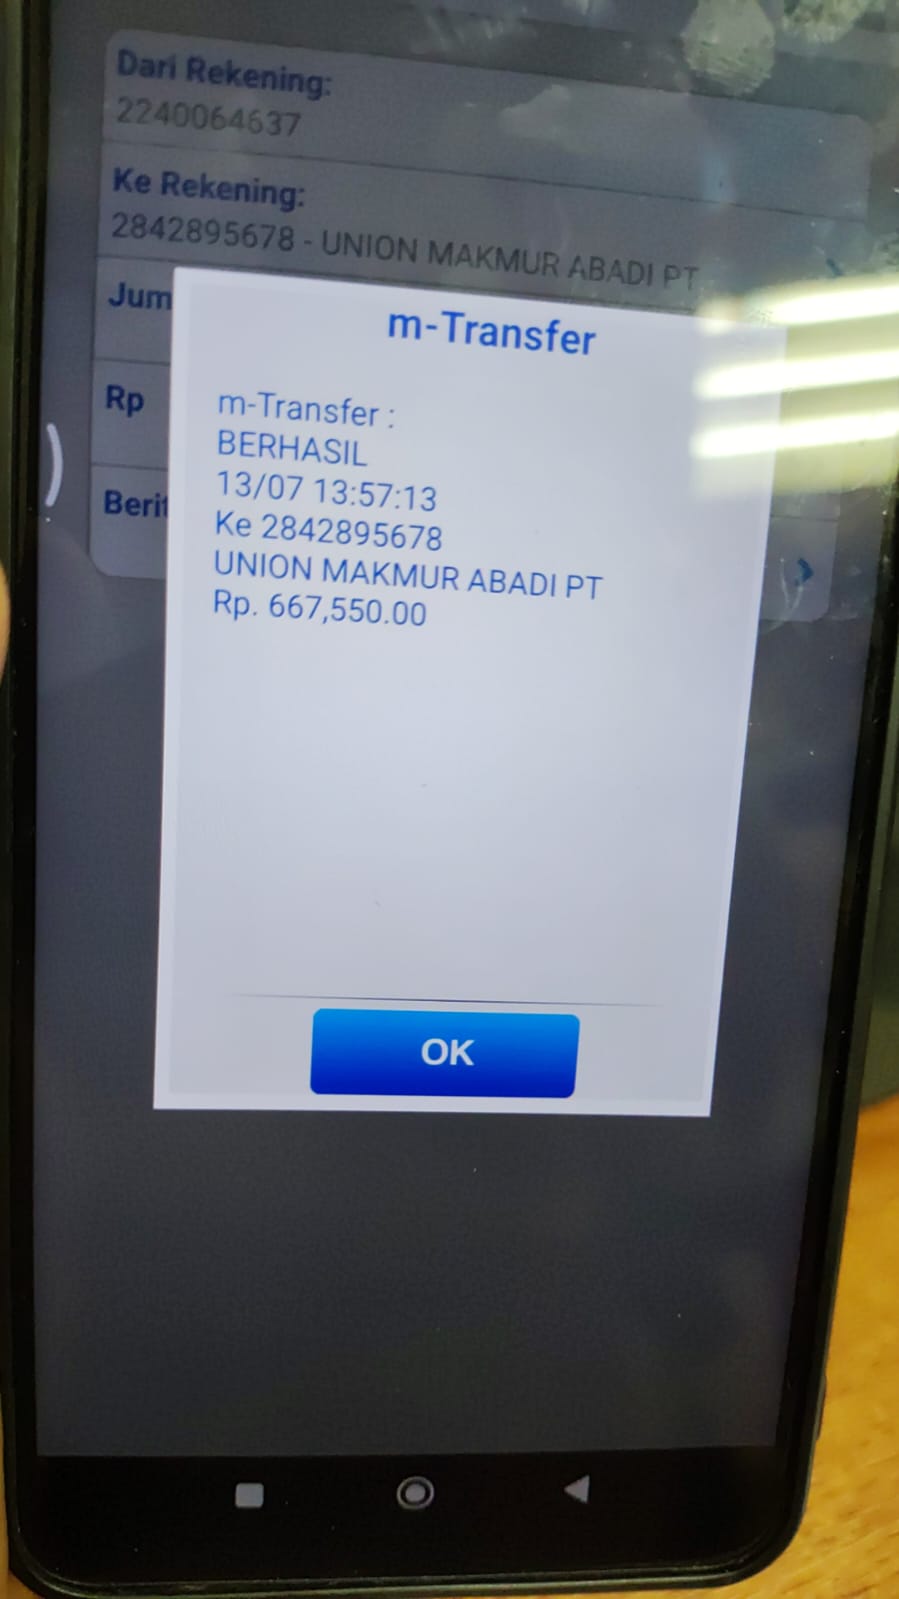 Dari Rekening:
2240064637
Ke Rekening:
2842895678 - UNION MAKMUR ABADI PT
Jum
Rp
Beri
m-Transfer
m-Transfer :
BERHASIL
13/07 13:57:13
Ke 2842895678
UNION MAKMUR ABADI PT
Rp. 667,550.00
OK